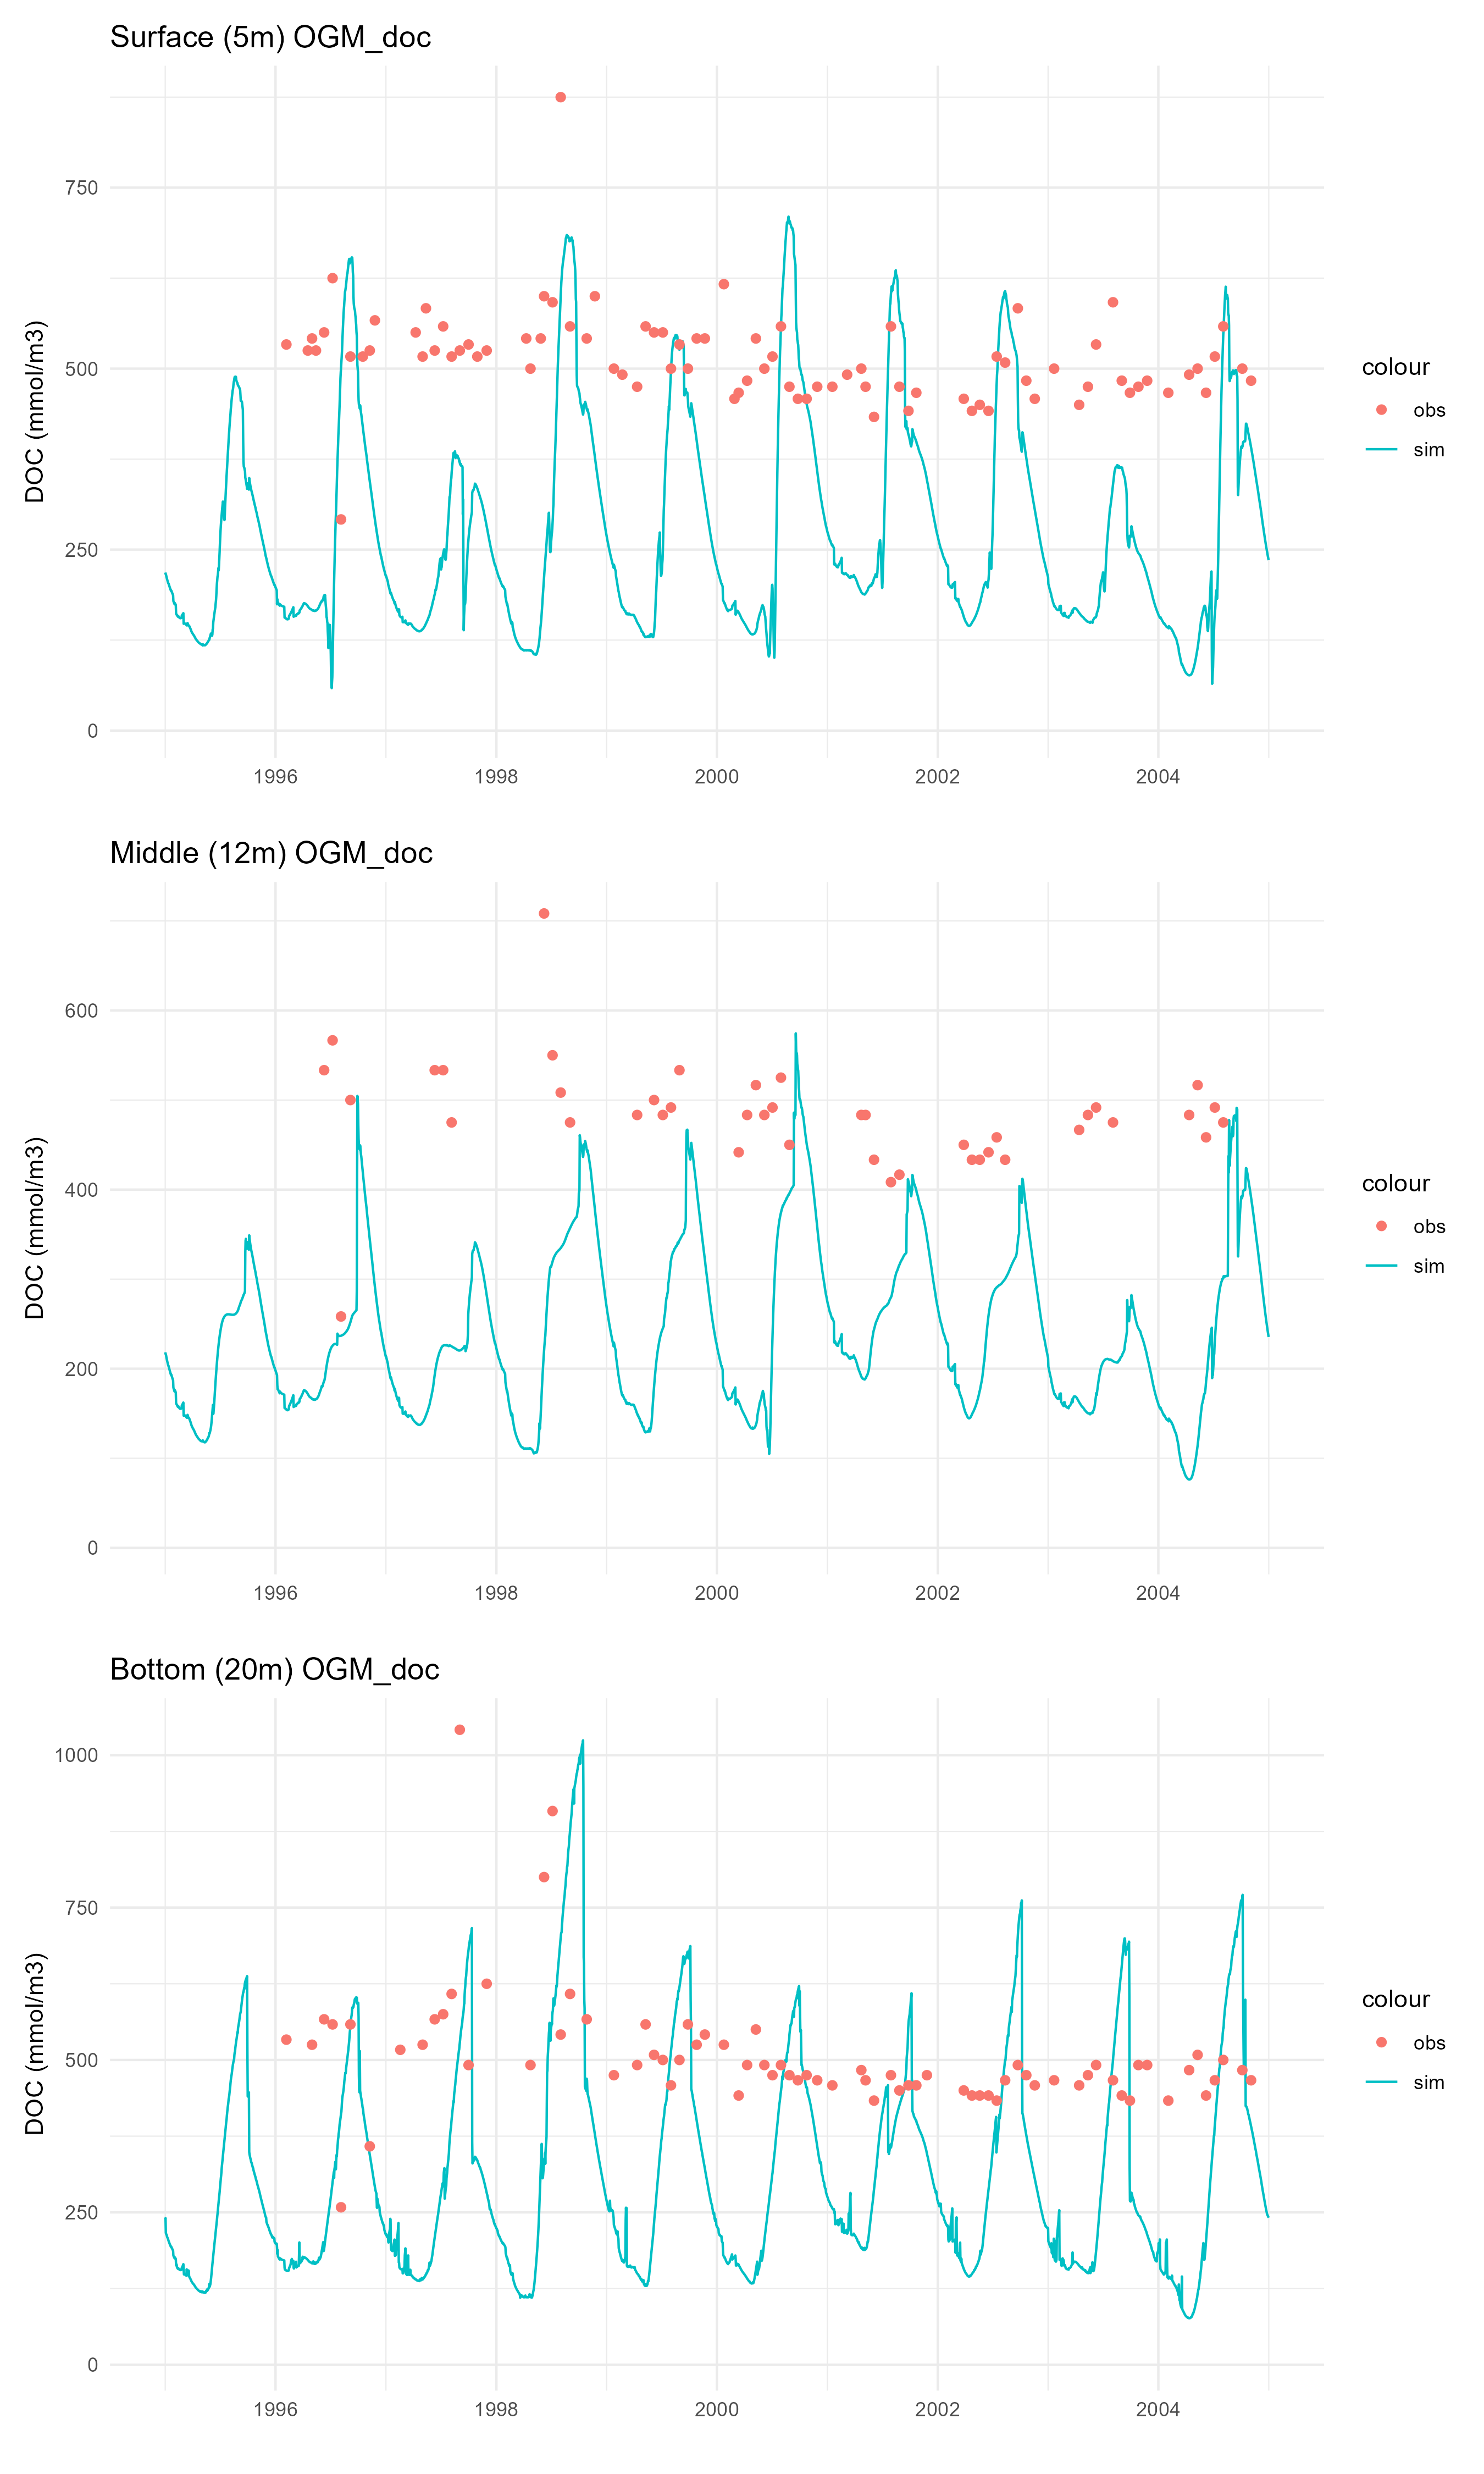 Surface (5m) OGM_doc
DOC (mmol/m3)
750
500
250
0
1996
1998
2000
2002
2004
colour
obs
sim
Middle (12m) OGM_doc
DOC (mmol/m3)
600
400
200
0
1996
1998
2000
2002
2004
colour
obs
sim
Bottom (20m) OGM_doc
DOC (mmol/m3)
1000
750
500
250
0
1996
1998
2000
2002
2004
colour
obs
sim